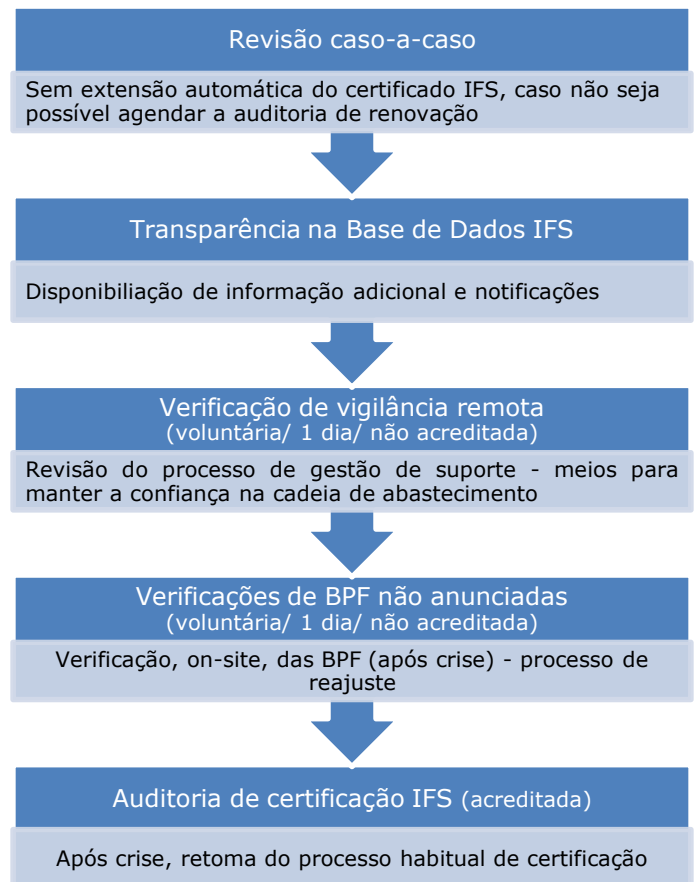 Revisão caso-a-caso
Sem extensão automática do certificado IFS, caso não seja
possível agendar a auditoria de renovação
Transparência na Base de Dados IFS
Disponibiliação de informação adicional e notificações
Verificação de vigilância remota
(voluntária/ 1 dia/ não acreditada)
Revisão do processo de gestão de suporte - meios para
manter a confiança na cadeia de abastecimento
Verificações de BPF não anunciadas
(voluntária/ 1 dia/ não acreditada)
Verificação, on-site, das BPF (após crise) - processo de
reajuste
Auditoria de certificação IFS (acreditada)
Após crise, retoma do processo habitual de certificação